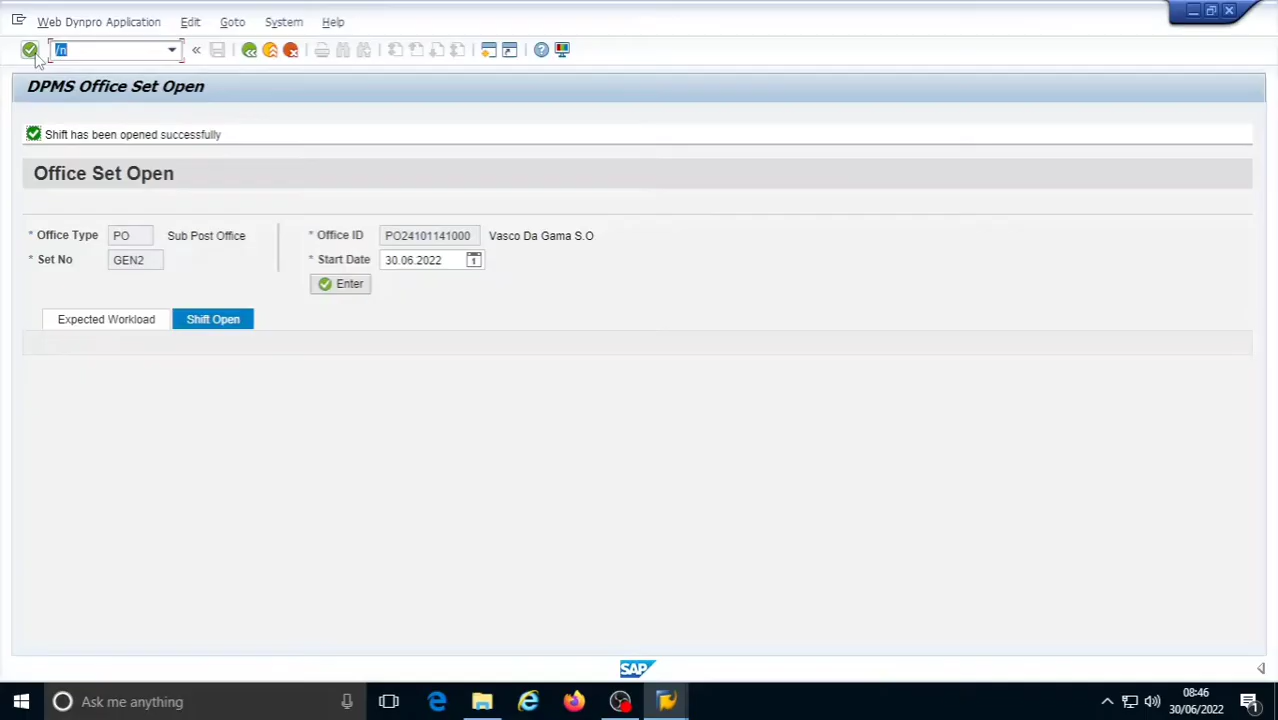 Web Dynpro Application Edit Goto System Help
/n
DPMS Office Set Open
Shift has been opened successfully
Office Set Open
* Office Type PO Sub Post Office * Office ID PO24101141000 Vasco Da Gama S.O
* Set No GEN2 * Start Date 30.06.2022 1
Enter
Expected Workload Shift Open
SAP
Ask me anything
08:46
30/06/2022
1